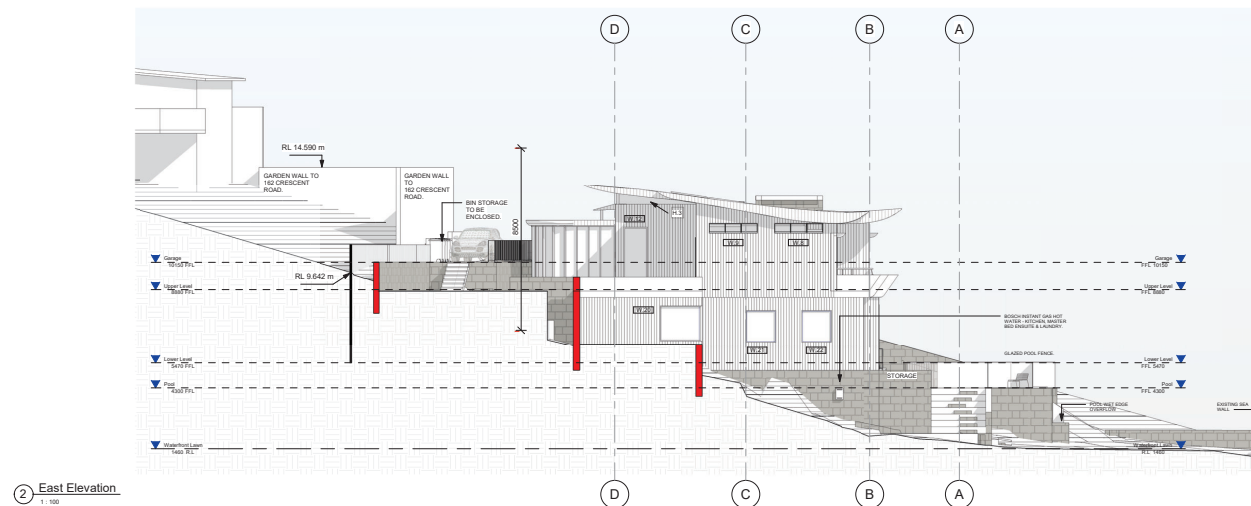 D
C
B
A
RL 14.590 m
GARDEN WALL TO
162 CRESCENT
ROAD.
GARDEN WALL
TO
162 CRESCENT
ROAD.
BIN STORAGE
TO BE
ENCLOSED.
8500
W.12
H.3
W.9
W.8
Garage
10150 FFL
Garage
FFL 10150
RL 9.642 m
Upper Level
8880 FFL
Upper Level
FFL 8880
W.20
W.21
W.22
BOSCH INSTANT GAS HOT
WATER - KITCHEN, MASTER
BED ENSUITE & LAUNDRY
GLAZED POOL FENCE.
Lower Level
5470 FFL
Lower Level
FFL 5470
STORAGE
Pool
4300 FFL
Pool
FFL 4300
POOL WET EDGE
OVERFLOW
EXISTING SEA
WALL
Waterfront Lawn
1460 R.L
Waterfront Lawn
R.L 1460
D
C
B
A
2
East Elevation
1 : 100